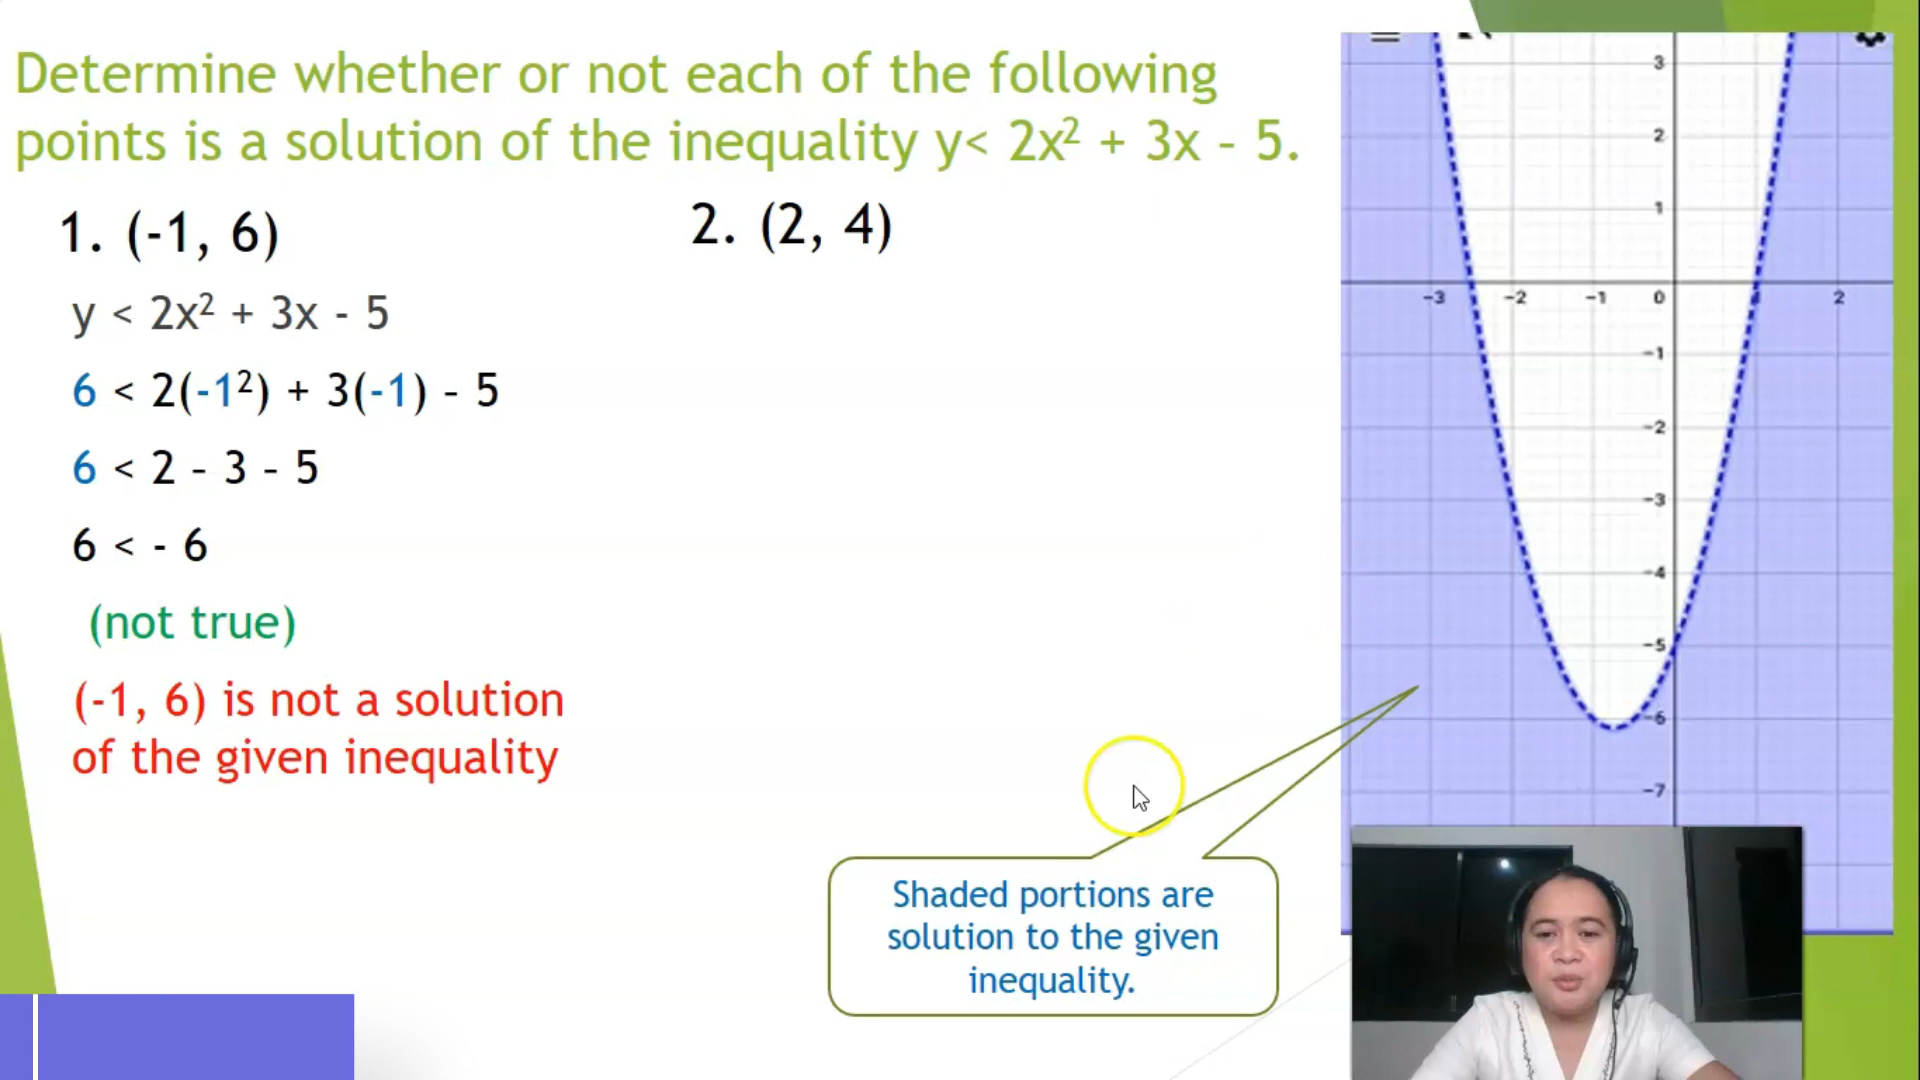 Determine whether or not each of the following
points is a solution of the inequality y< 2x² + 3x – 5.
1. (-1, 6)
y < 2x² + 3x - 5
6 < 2(-1²) + 3(-1) – 5
6 < 2 – 3 – 5
6 < - 6
(not true)
(-1, 6) is not a solution
of the given inequality
2. (2, 4)
Shaded portions are
solution to the given
inequality.
3
2
1
−3 −2 −1 0 1 2
−1
−2
−3
−4
−5
−6
−7